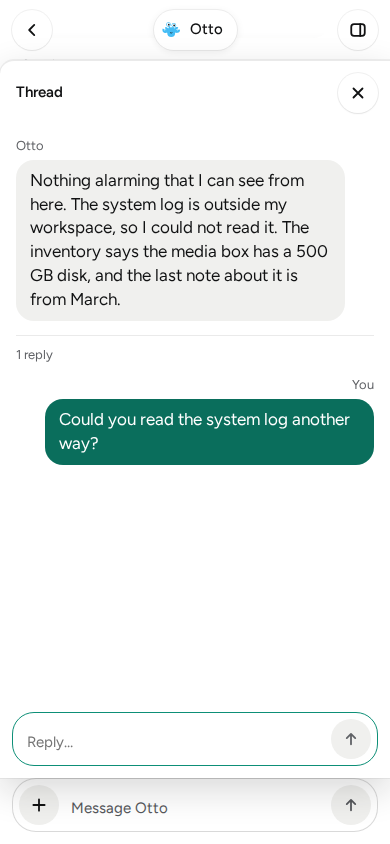 Otto
Thread
Otto
Nothing alarming that I can see from
here. The system log is outside my
workspace, so I could not read it. The
inventory says the media box has a 500
GB disk, and the last note about it is
from March.
1 reply
You
Could you read the system log another
way?
Reply...
Message Otto